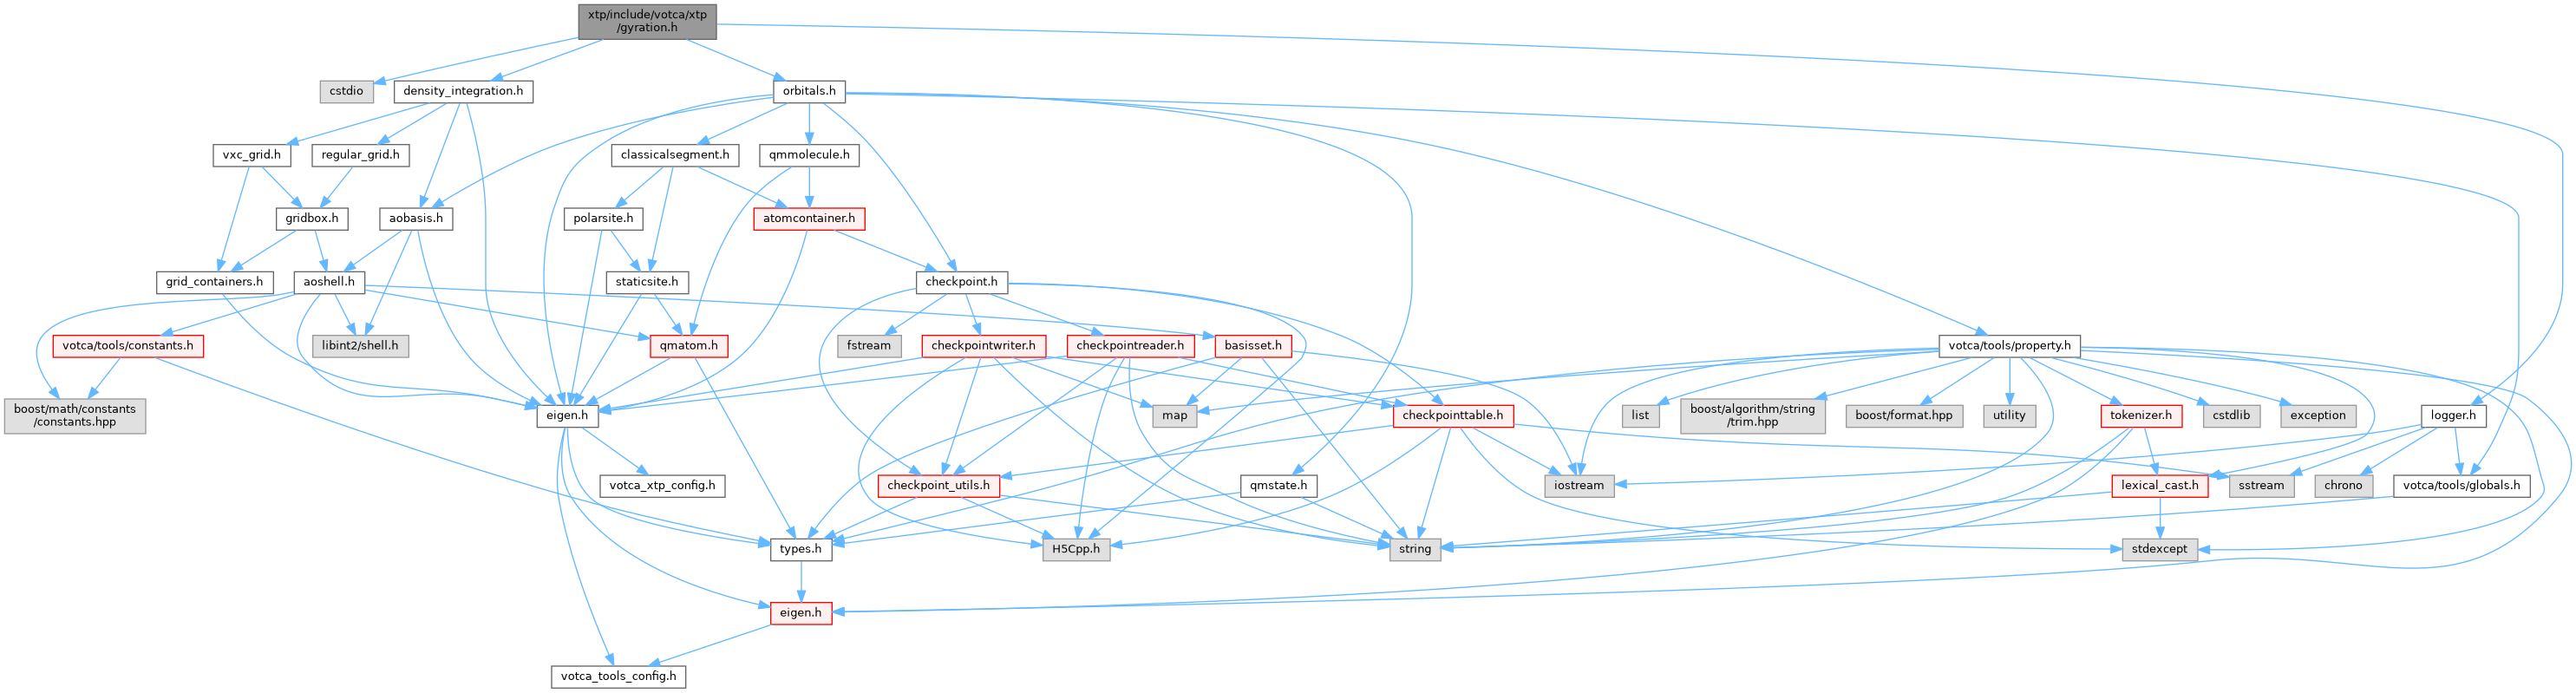 xtp/include/votca/xtp
/gyration.h
cstdio
density_integration.h
orbitals.h
vxc_grid.h
regular_grid.h
classicalsegment.h
qmmolecule.h
gridbox.h
aobasis.h
polarsite.h
atomcontainer.h
grid_containers.h
aoshell.h
staticsite.h
checkpoint.h
votca/tools/constants.h
libint2/shell.h
qmatom.h
fstream
checkpointwriter.h
checkpointreader.h
basisset.h
votca/tools/property.h
boost/math/constants
/constants.hpp
eigen.h
map
checkpointtable.h
list
boost/algorithm/string
/trim.hpp
boost/format.hpp
utility
tokenizer.h
cstdlib
exception
logger.h
votca_xtp_config.h
checkpoint_utils.h
qmstate.h
iostream
lexical_cast.h
sstream
chrono
votca/tools/globals.h
types.h
H5Cpp.h
string
stdexcept
eigen.h
votca_tools_config.h